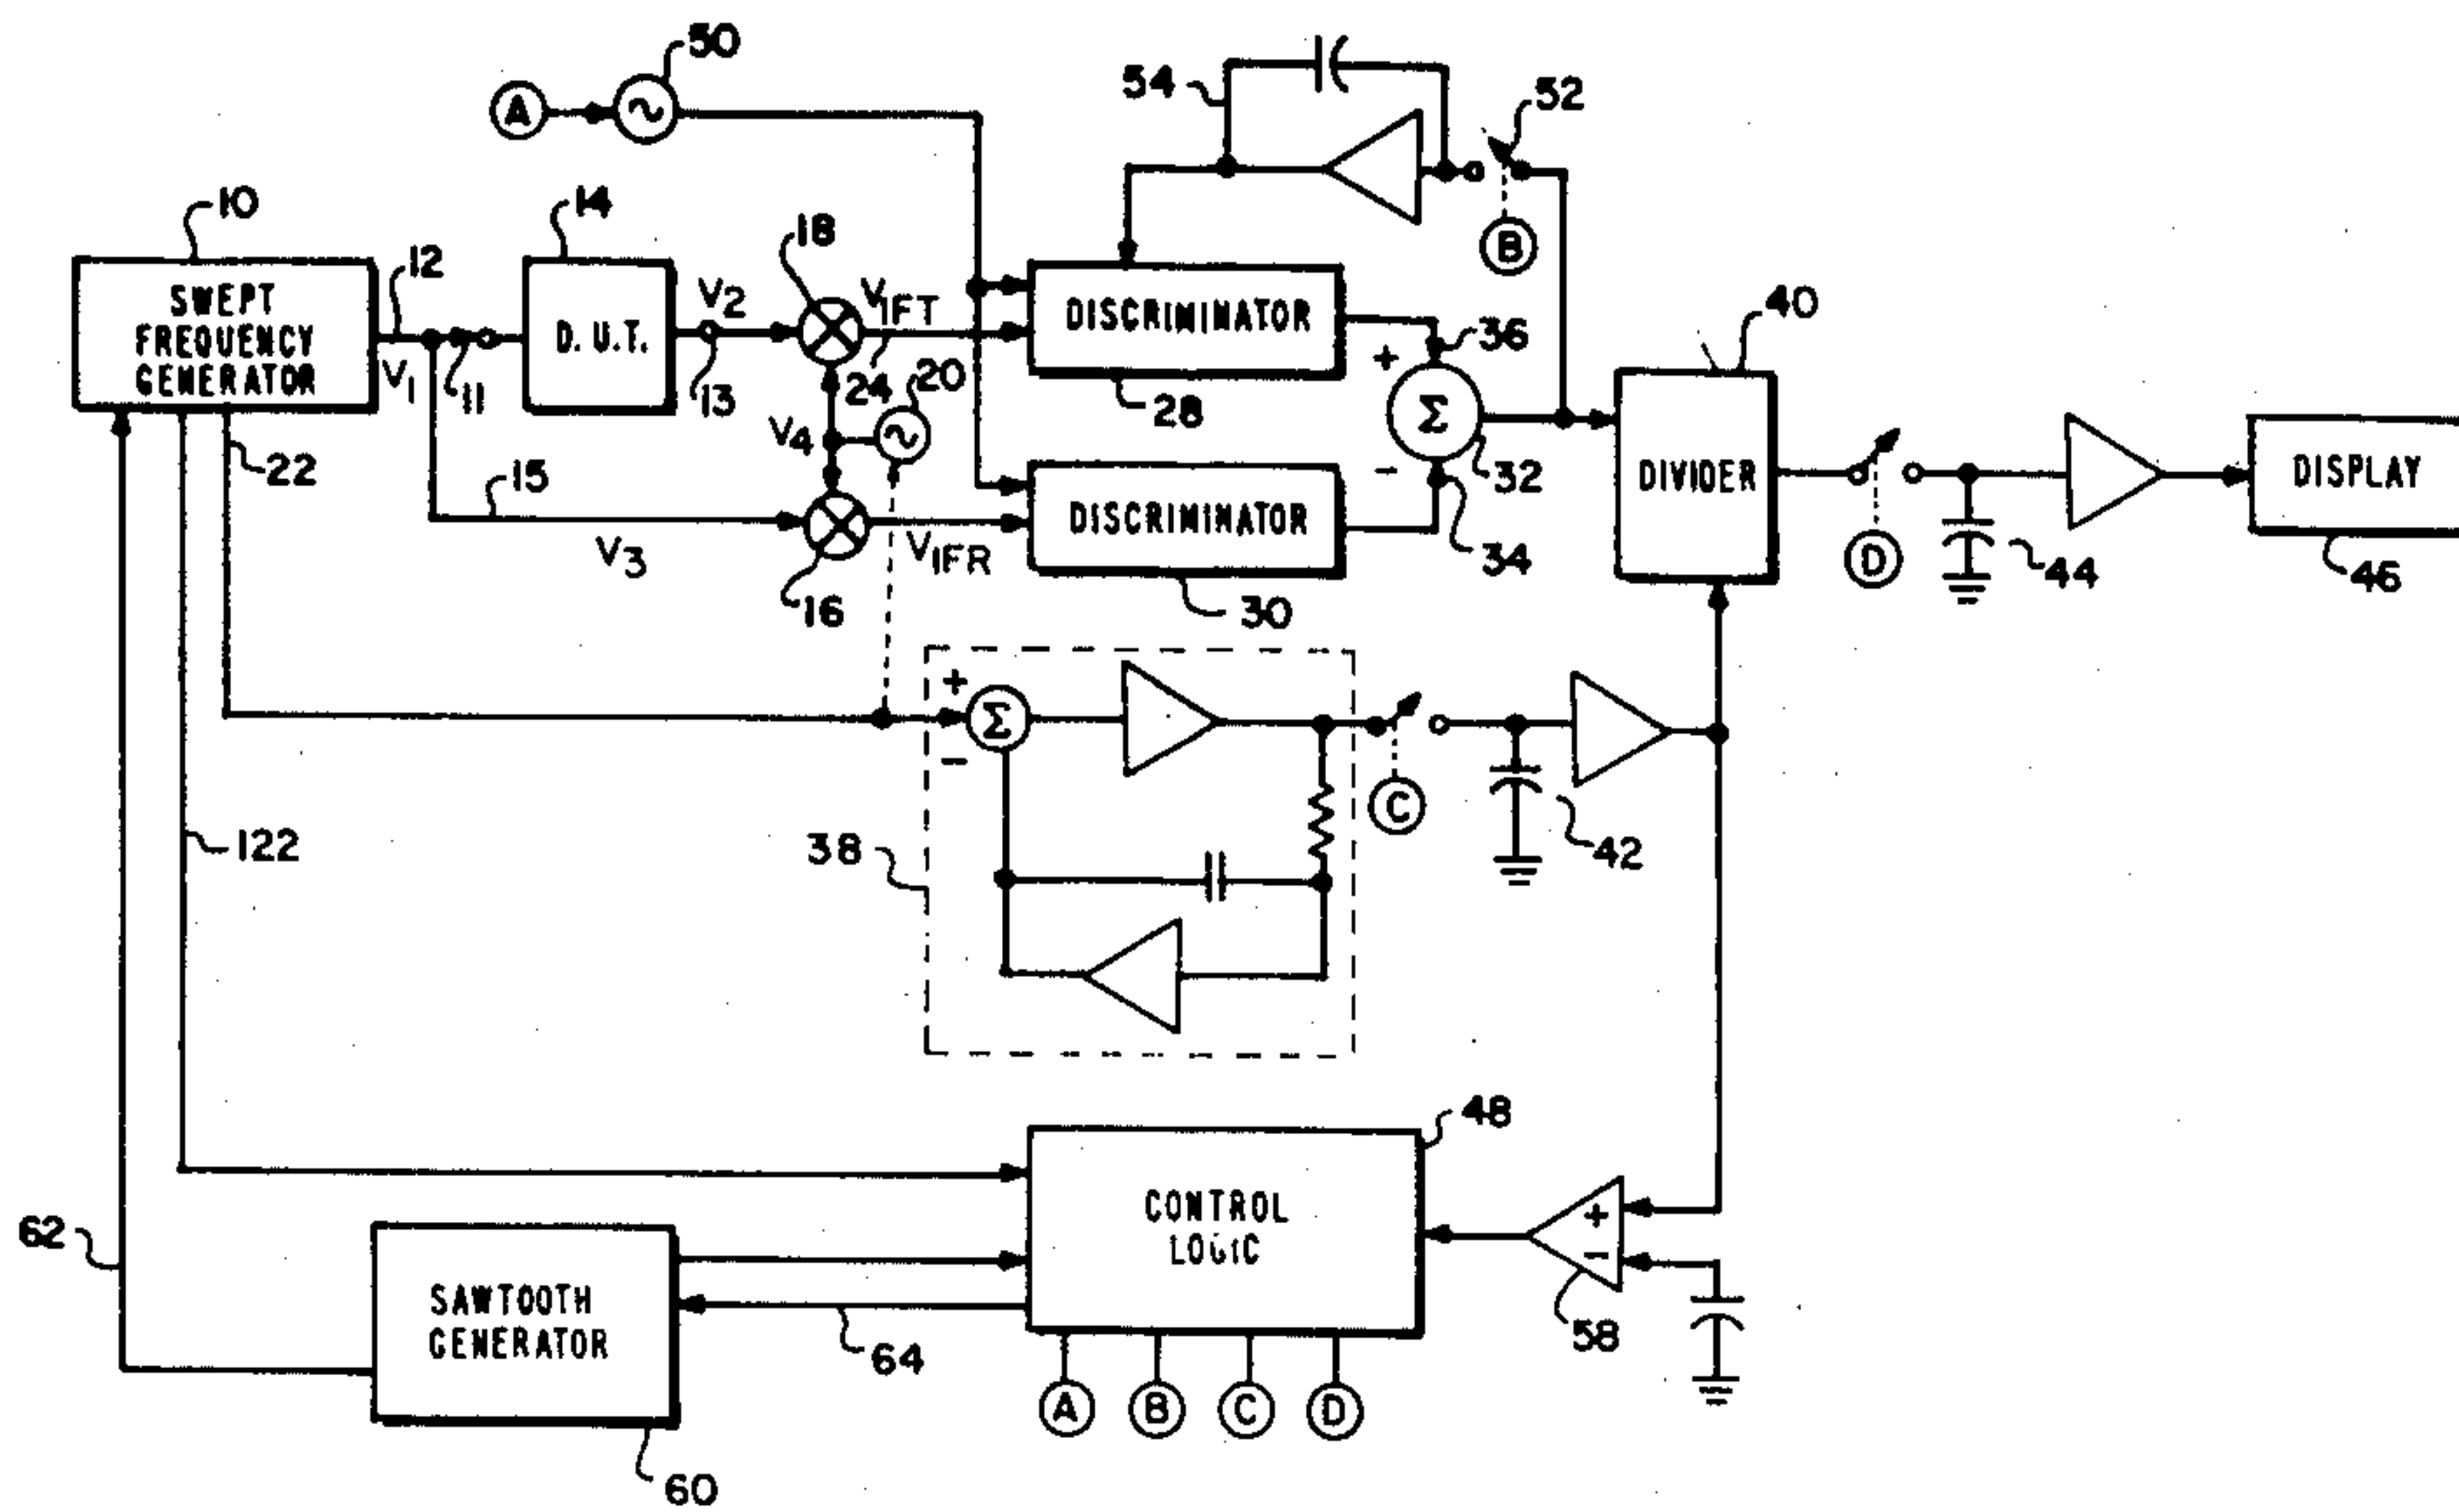 50
A
54
52
B
10
12
14
18
SWEPT
FREQUENCY
GENERATOR
V1
11
D.U.T.
V2
13
VIFT
24
20
V4
DISCRIMINATOR
28
+
36
Σ
32
-
34
40
DIVIDER
D
44
DISPLAY
46
22
15
V3
16
VIFR
DISCRIMINATOR
30
+
Σ
-
C
42
38
122
62
48
CONTROL
LOGIC
+
-
58
SAWTOOTH
GENERATOR
64
60
A
B
C
D